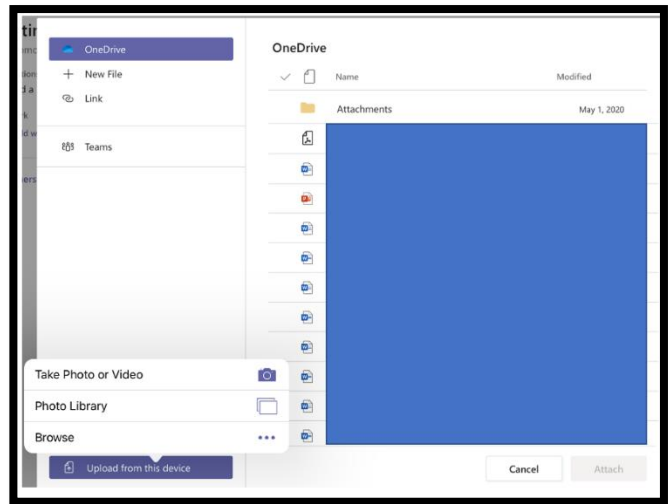 OneDrive
New File
Link
Teams
OneDrive
Name Modified
Attachments May 1, 2020
Take Photo or Video
Photo Library
Browse
Upload from this device
Cancel Attach